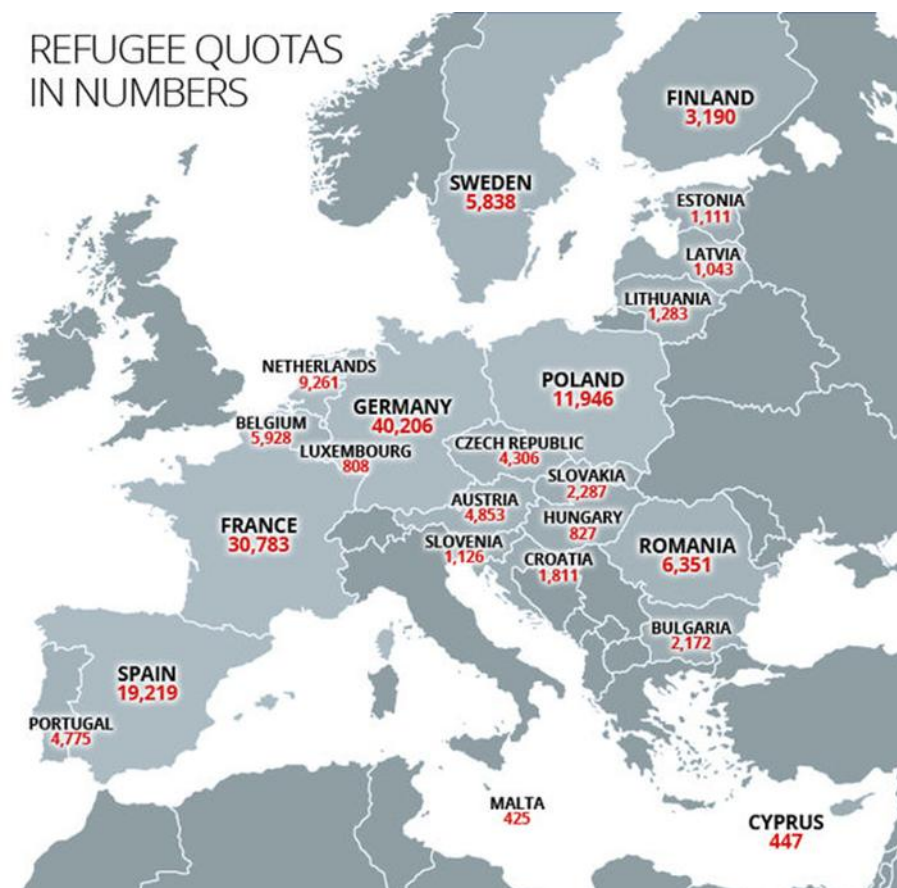 REFUGEE QUOTAS
IN NUMBERS
FINLAND
3,190
SWEDEN
5,838
ESTONIA
1,111
LATVIA
1,043
LITHUANIA
1,283
NETHERLANDS
9,261
POLAND
11,946
GERMANY
40,206
BELGIUM
5,928
LUXEMBOURG
808
CZECH REPUBLIC
4,306
SLOVAKIA
2,287
AUSTRIA
4,853
HUNGARY
827
FRANCE
30,783
SLOVENIA
1,126
CROATIA
1,811
ROMANIA
6,351
BULGARIA
2,172
SPAIN
19,219
PORTUGAL
4,775
MALTA
425
CYPRUS
447